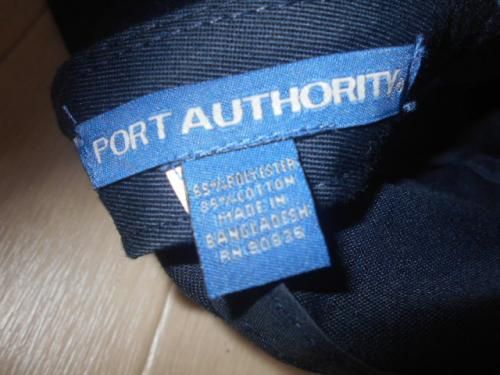 PORT AUTHORITY®
65% POLYESTER
35% COTTON
MADE IN
BANGLADESH
RN 90836